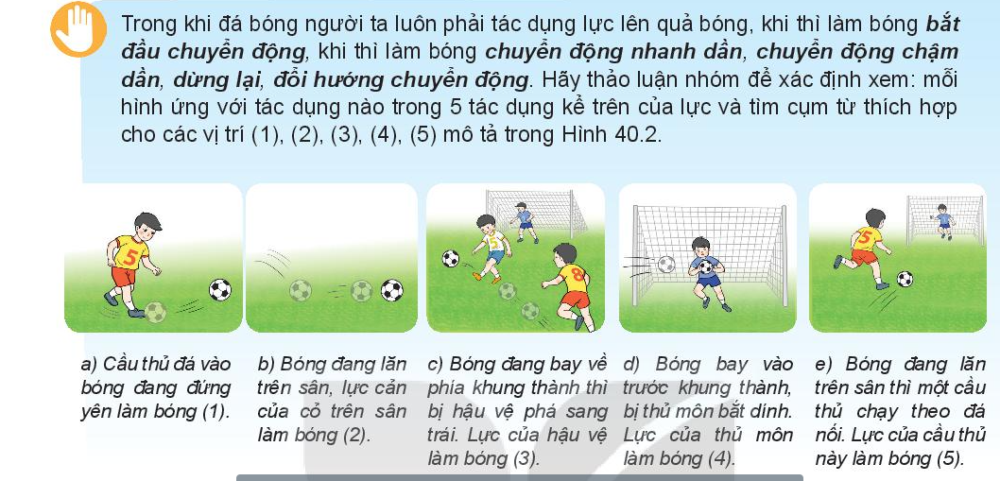 Trong khi đá bóng người ta luôn phải tác dụng lực lên quả bóng, khi thì làm bóng bắt
đầu chuyển động, khi thì làm bóng chuyển động nhanh dần, chuyển động chậm
dần, dừng lại, đổi hướng chuyển động. Hãy thảo luận nhóm để xác định xem: mỗi
hình ứng với tác dụng nào trong 5 tác dụng kể trên của lực và tìm cụm từ thích hợp
cho các vị trí (1), (2), (3), (4), (5) mô tả trong Hình 40.2.
5
5
8
5
a) Cầu thủ đá vào
bóng đang đứng
yên làm bóng (1).
b) Bóng đang lăn
trên sân, lực cản
của cỏ trên sân
làm bóng (2).
c) Bóng đang bay về
phía khung thành thì
bị hậu vệ phá sang
trái. Lực của hậu vệ
làm bóng (3).
d) Bóng bay vào
trước khung thành,
bị thủ môn bắt dính.
Lực của thủ môn
làm bóng (4).
e) Bóng đang lăn
trên sân thì một cầu
thủ chạy theo đá
nối. Lực của cầu thủ
này làm bóng (5).